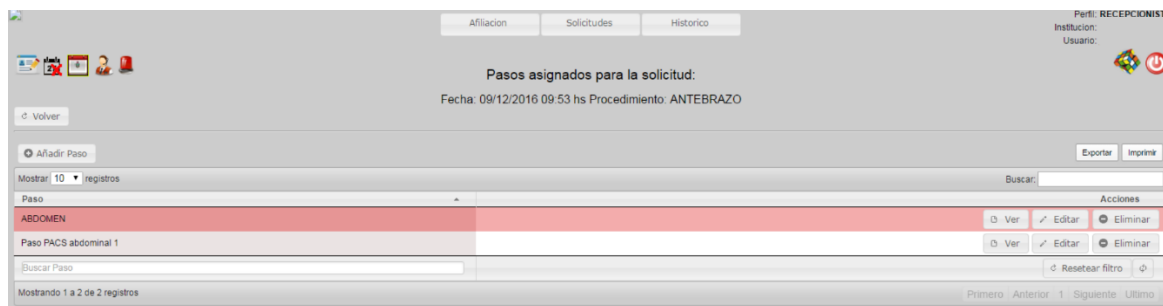 Afiliacion Solicitudes Historico
Perfil: RECEPCIONIST
Institucion:
Usuario:
Pasos asignados para la solicitud:
Fecha: 09/12/2016 09:53 hs Procedimiento: ANTEBRAZO
Volver
Añadir Paso
Exportar Imprimir
Mostrar 10 registros
Buscar:
Paso Acciones
ABDOMEN Ver Editar Eliminar
Paso PACS abdominal 1 Ver Editar Eliminar
Buscar Paso Resetear filtro
Mostrando 1 a 2 de 2 registros Primero Anterior 1 Siguiente Ultimo